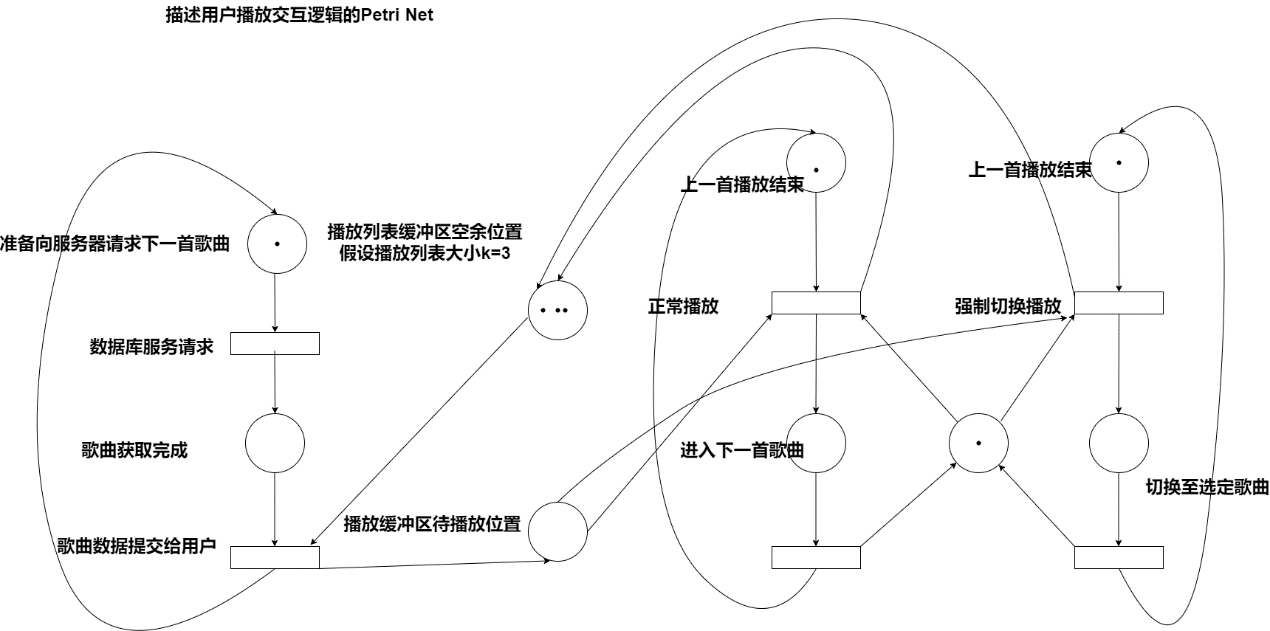 描述用户播放交互逻辑的Petri Net
上一首播放结束
上一首播放结束
准备向服务器请求下一首歌曲
播放列表缓冲区空余位置
假设播放列表大小k=3
正常播放
强制切换播放
数据库服务请求
歌曲获取完成
进入下一首歌曲
切换至选定歌曲
播放缓冲区待播放位置
歌曲数据提交给用户